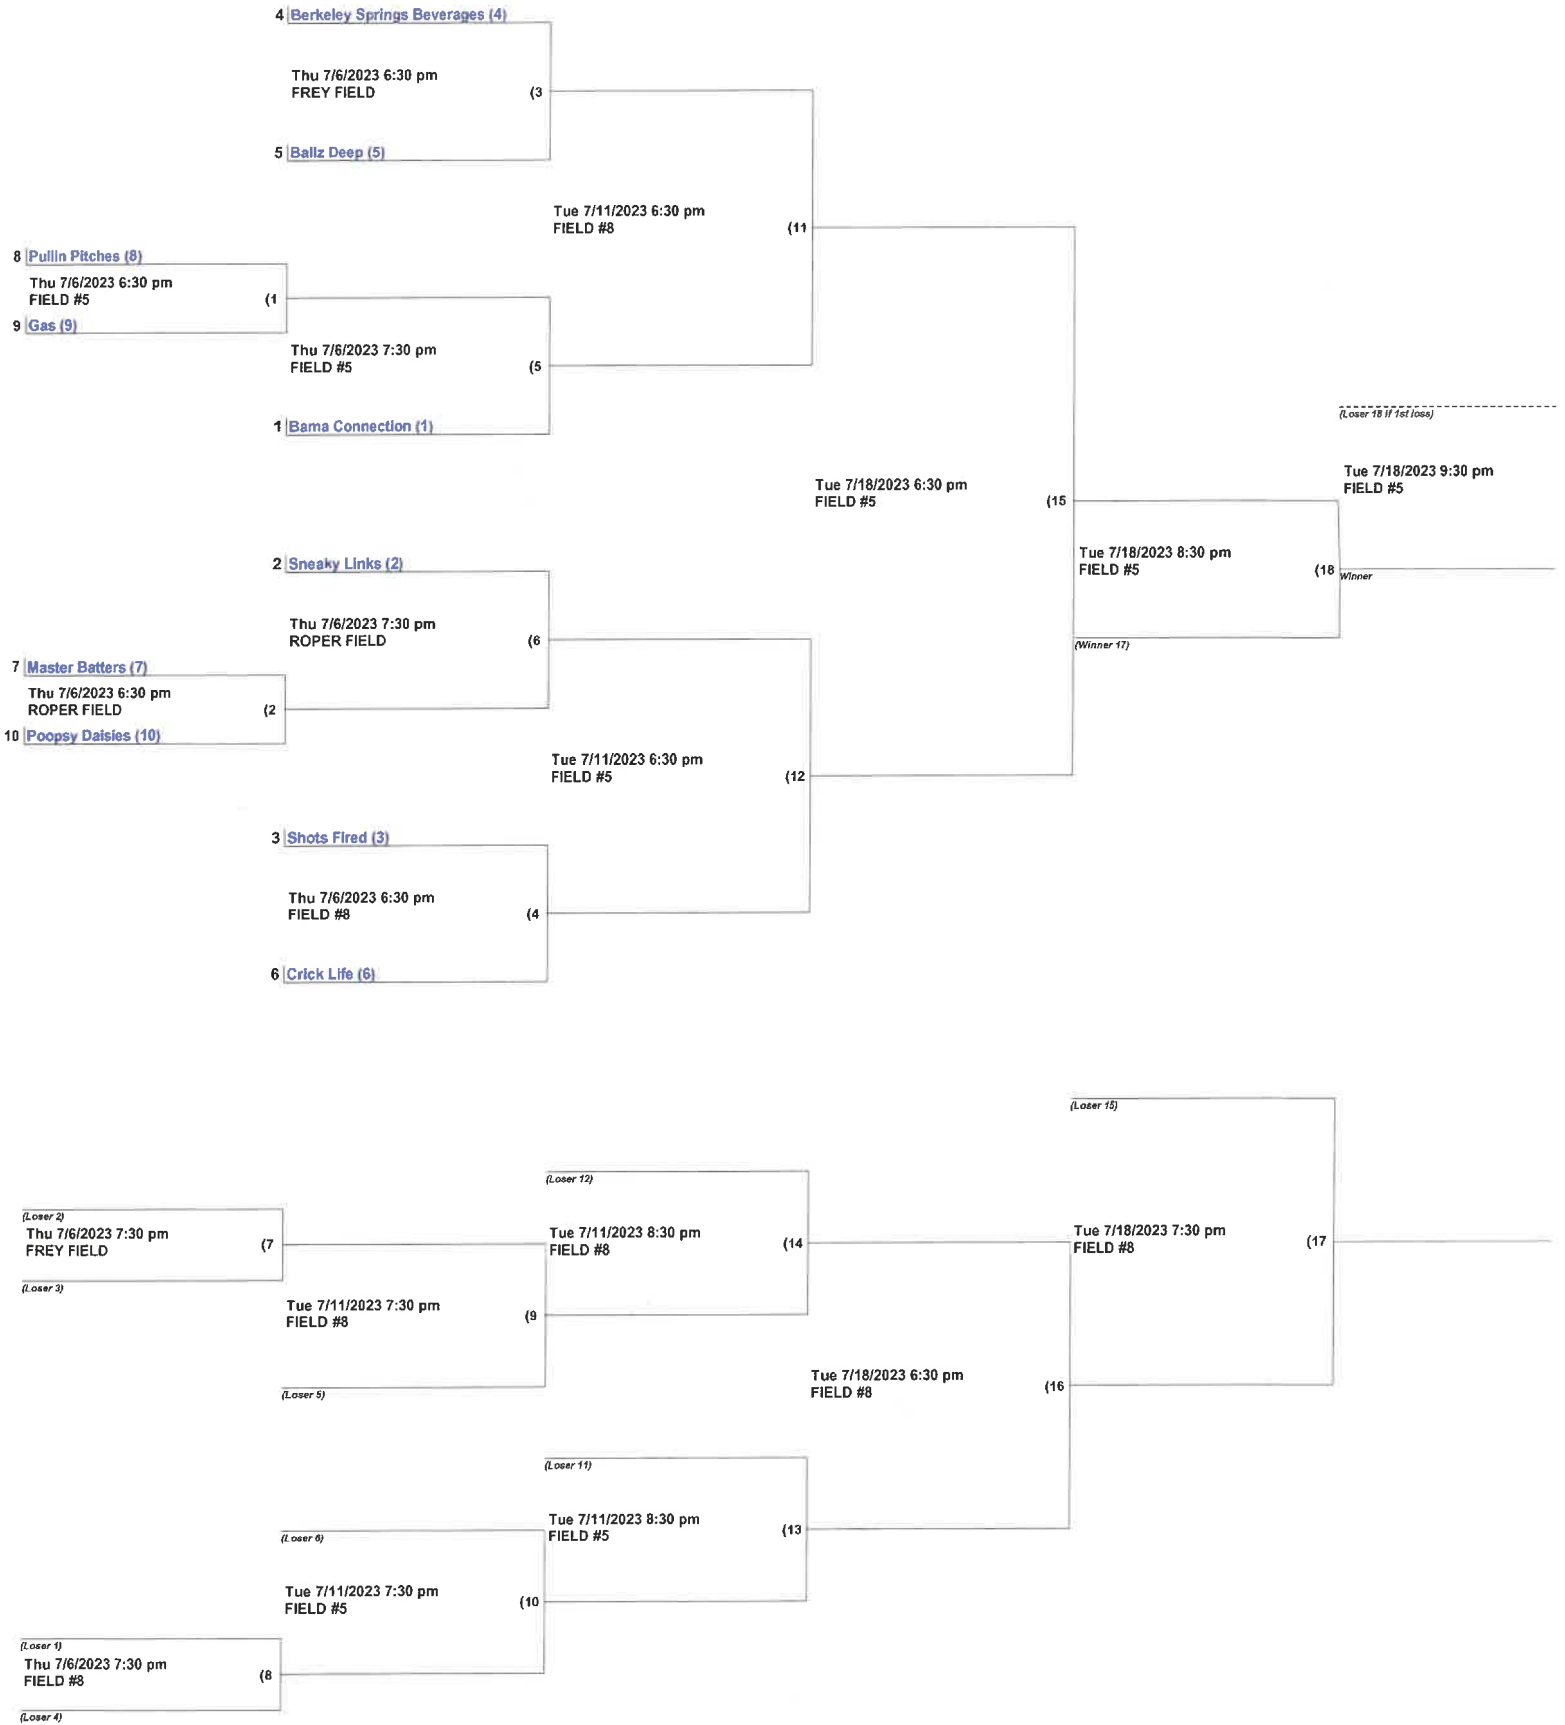 4 Berkeley Springs Beverages (4)
Thu 7/6/2023 6:30 pm
FREY FIELD
(3
5 Ballz Deep (5)
Tue 7/11/2023 6:30 pm
FIELD #8
(11
8 Pullin Pitches (8)
Thu 7/6/2023 6:30 pm
FIELD #5
(1
9 Gas (9)
Thu 7/6/2023 7:30 pm
FIELD #5
(5
1 Bama Connection (1)
(Loser 18 if 1st loss)
Tue 7/18/2023 9:30 pm
FIELD #5
Tue 7/18/2023 6:30 pm
FIELD #5
(15
Tue 7/18/2023 8:30 pm
FIELD #5
(18
Winner
2 Sneaky Links (2)
Thu 7/6/2023 7:30 pm
ROPER FIELD
(6
(Winner 17)
7 Master Batters (7)
Thu 7/6/2023 6:30 pm
ROPER FIELD
(2
10 Poopsy Daisies (10)
Tue 7/11/2023 6:30 pm
FIELD #5
(12
3 Shots Fired (3)
Thu 7/6/2023 6:30 pm
FIELD #8
(4
6 Crick Life (6)
(Loser 15)
(Loser 12)
(Loser 2)
Thu 7/6/2023 7:30 pm
FREY FIELD
(7
(Loser 3)
Tue 7/11/2023 8:30 pm
FIELD #8
(14
Tue 7/18/2023 7:30 pm
FIELD #8
(17
Tue 7/11/2023 7:30 pm
FIELD #8
(9
(Loser 5)
Tue 7/18/2023 6:30 pm
FIELD #8
(16
(Loser 11)
Tue 7/11/2023 8:30 pm
FIELD #5
(13
(Loser 6)
Tue 7/11/2023 7:30 pm
FIELD #5
(10
(Loser 1)
Thu 7/6/2023 7:30 pm
FIELD #8
(8
(Loser 4)